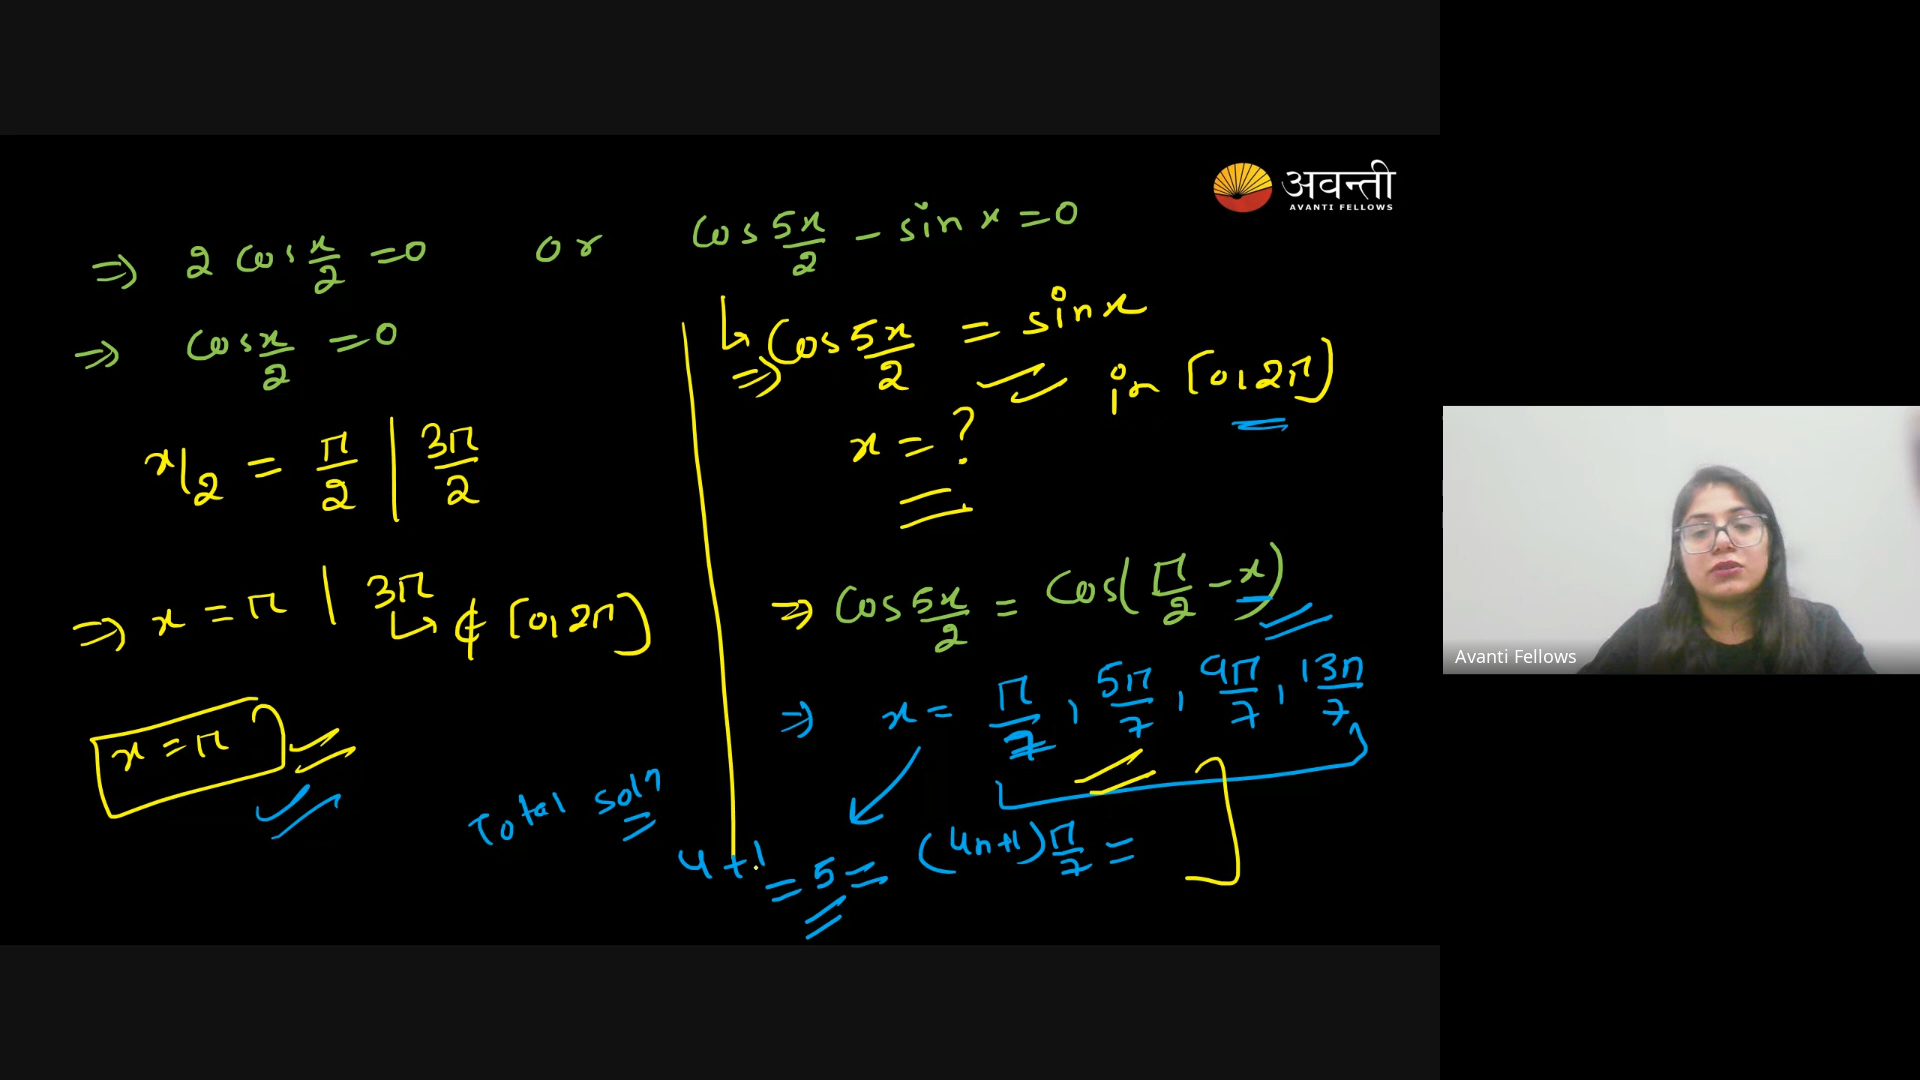 अवन्ती
AVANTI FELLOWS
⇒ 2 cos x/2 = 0 or cos 5x/2 - sin x = 0
⇒ cos x/2 = 0
x/2 = π/2 | 3π/2
⇒ x = π | 3π ↳ ∉ [0, 2π)
x = π
↳ ⇒ cos 5x/2 = sin x
in [0, 2π)
x = ?
⇒ cos 5x/2 = cos(π/2 - x)
⇒ x = π/7, 5π/7, 9π/7, 13π/7
(4n+1) π/7 =
Total soln
4 + 1 = 5 =
Avanti Fellows